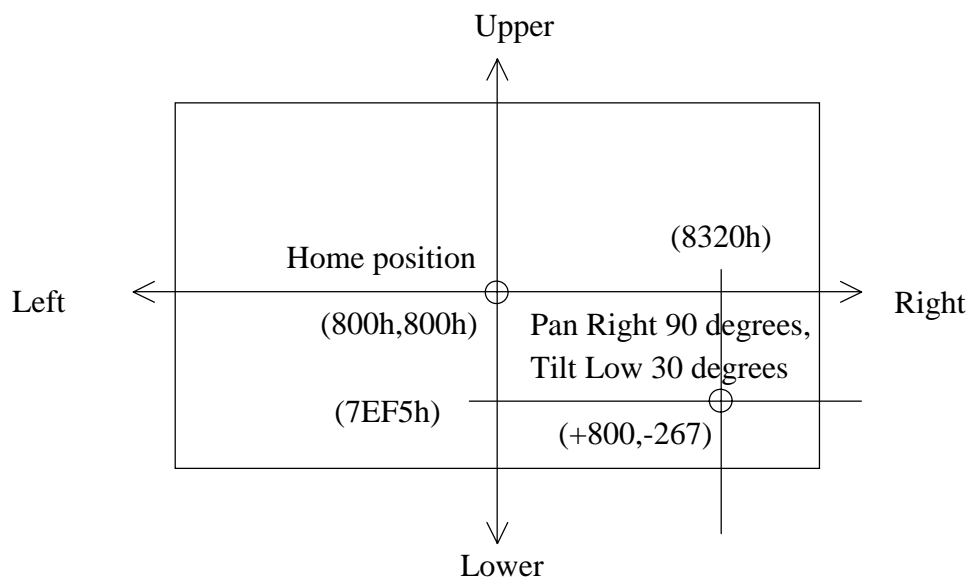 Upper
(8320h)
Home position
Left
Right
(800h,800h)
Pan Right 90 degrees,
Tilt Low 30 degrees
(7EF5h)
(+800,-267)
Lower